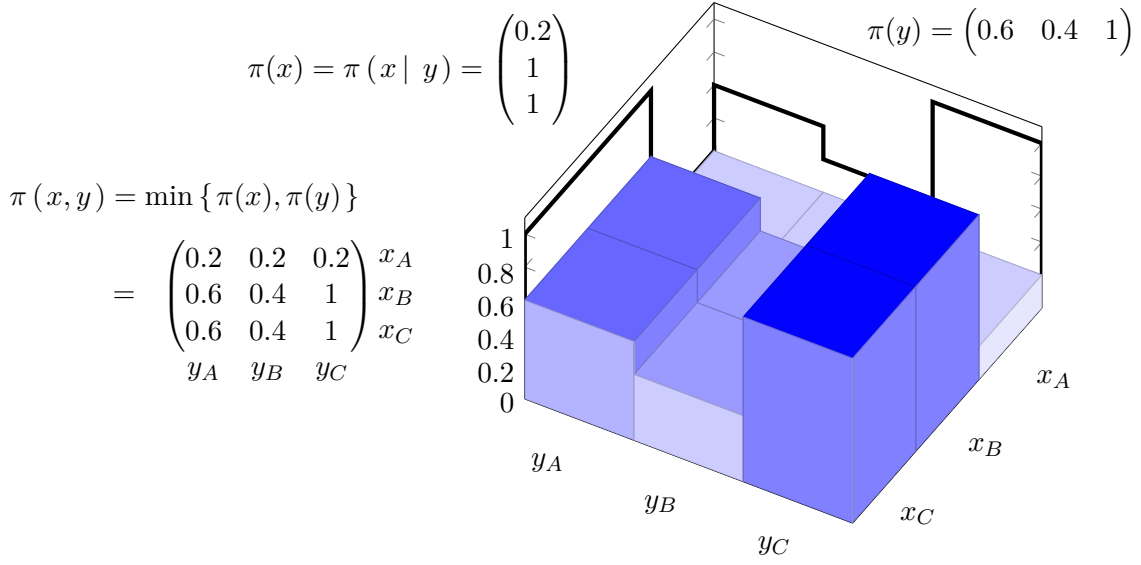 π(x) = π ( x | y ) = (0.2 1 1)
π(y) = (0.6 0.4 1)
π ( x, y ) = min { π(x), π(y) }
= (0.2 0.2 0.2) x_A
(0.6 0.4 1) x_B
(0.6 0.4 1) x_C
y_A y_B y_C
1
0.8
0.6
0.4
0.2
0
y_A
y_B
y_C
x_C
x_B
x_A